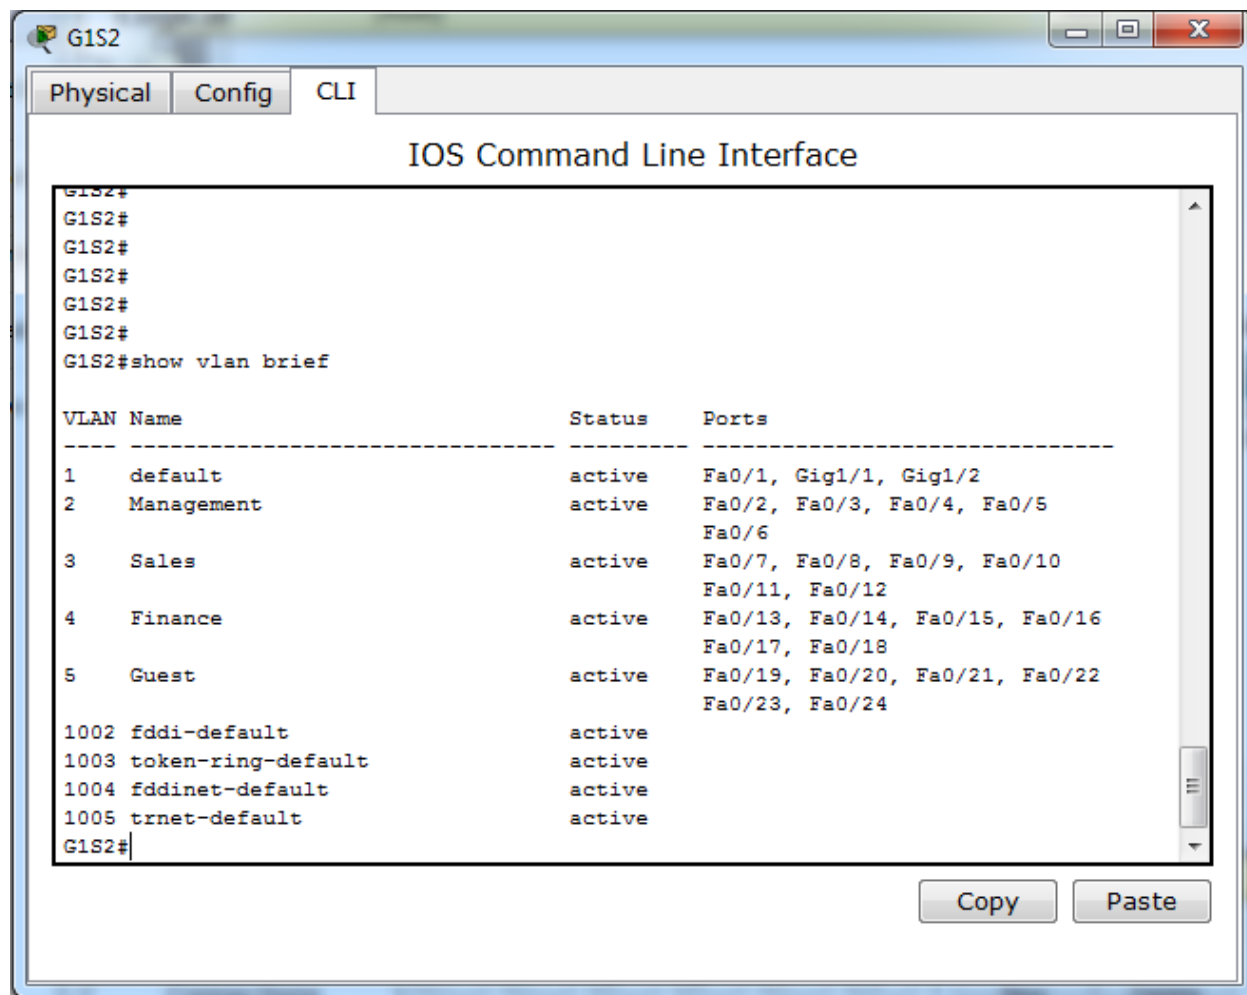 G1S2
Physical Config CLI
IOS Command Line Interface
G1S2#
G1S2#
G1S2#
G1S2#
G1S2#
G1S2#
G1S2#show vlan brief
VLAN Name                             Status    Ports
---- -------------------------------- --------- -------------------------------
1    default                          active    Fa0/1, Gig1/1, Gig1/2
2    Management                       active    Fa0/2, Fa0/3, Fa0/4, Fa0/5
                                                Fa0/6
3    Sales                            active    Fa0/7, Fa0/8, Fa0/9, Fa0/10
                                                Fa0/11, Fa0/12
4    Finance                          active    Fa0/13, Fa0/14, Fa0/15, Fa0/16
                                                Fa0/17, Fa0/18
5    Guest                            active    Fa0/19, Fa0/20, Fa0/21, Fa0/22
                                                Fa0/23, Fa0/24
1002 fddi-default                     active
1003 token-ring-default               active
1004 fddinet-default                  active
1005 trnet-default                    active
G1S2#
Copy Paste